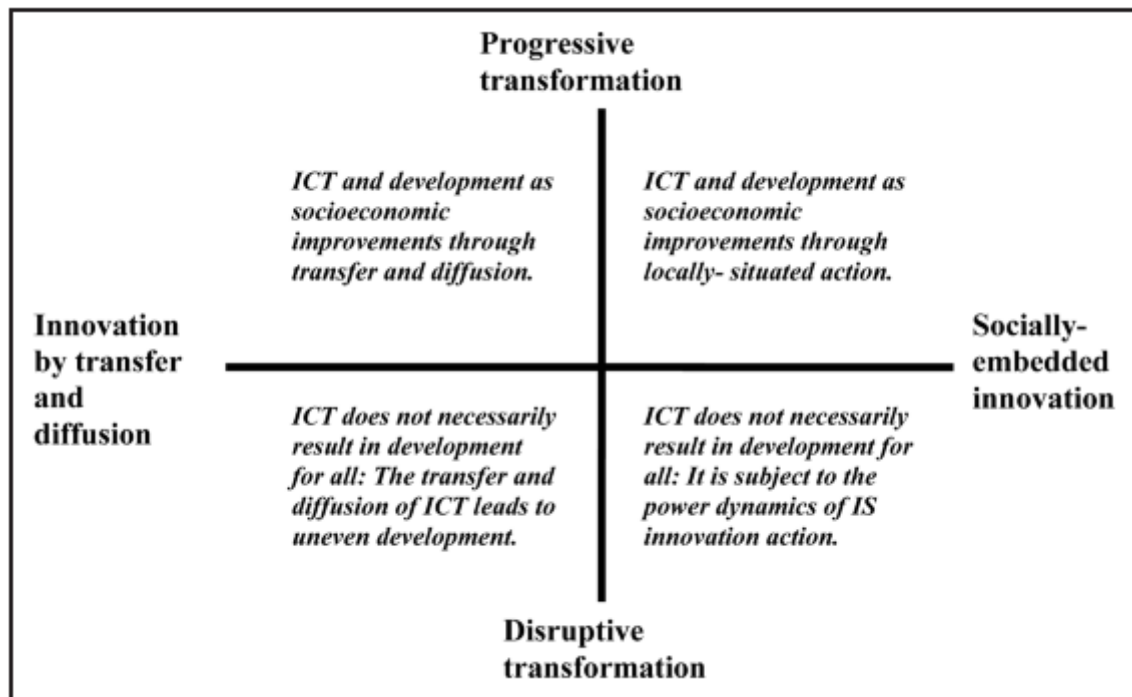 Progressive
transformation
ICT and development as
socioeconomic
improvements through
transfer and diffusion.
ICT and development as
socioeconomic
improvements through
locally- situated action.
Innovation
by transfer
and
diffusion
Socially-
embedded
innovation
ICT does not necessarily
result in development
for all: The transfer and
diffusion of ICT leads to
uneven development.
ICT does not necessarily
result in development for
all: It is subject to the
power dynamics of IS
innovation action.
Disruptive
transformation